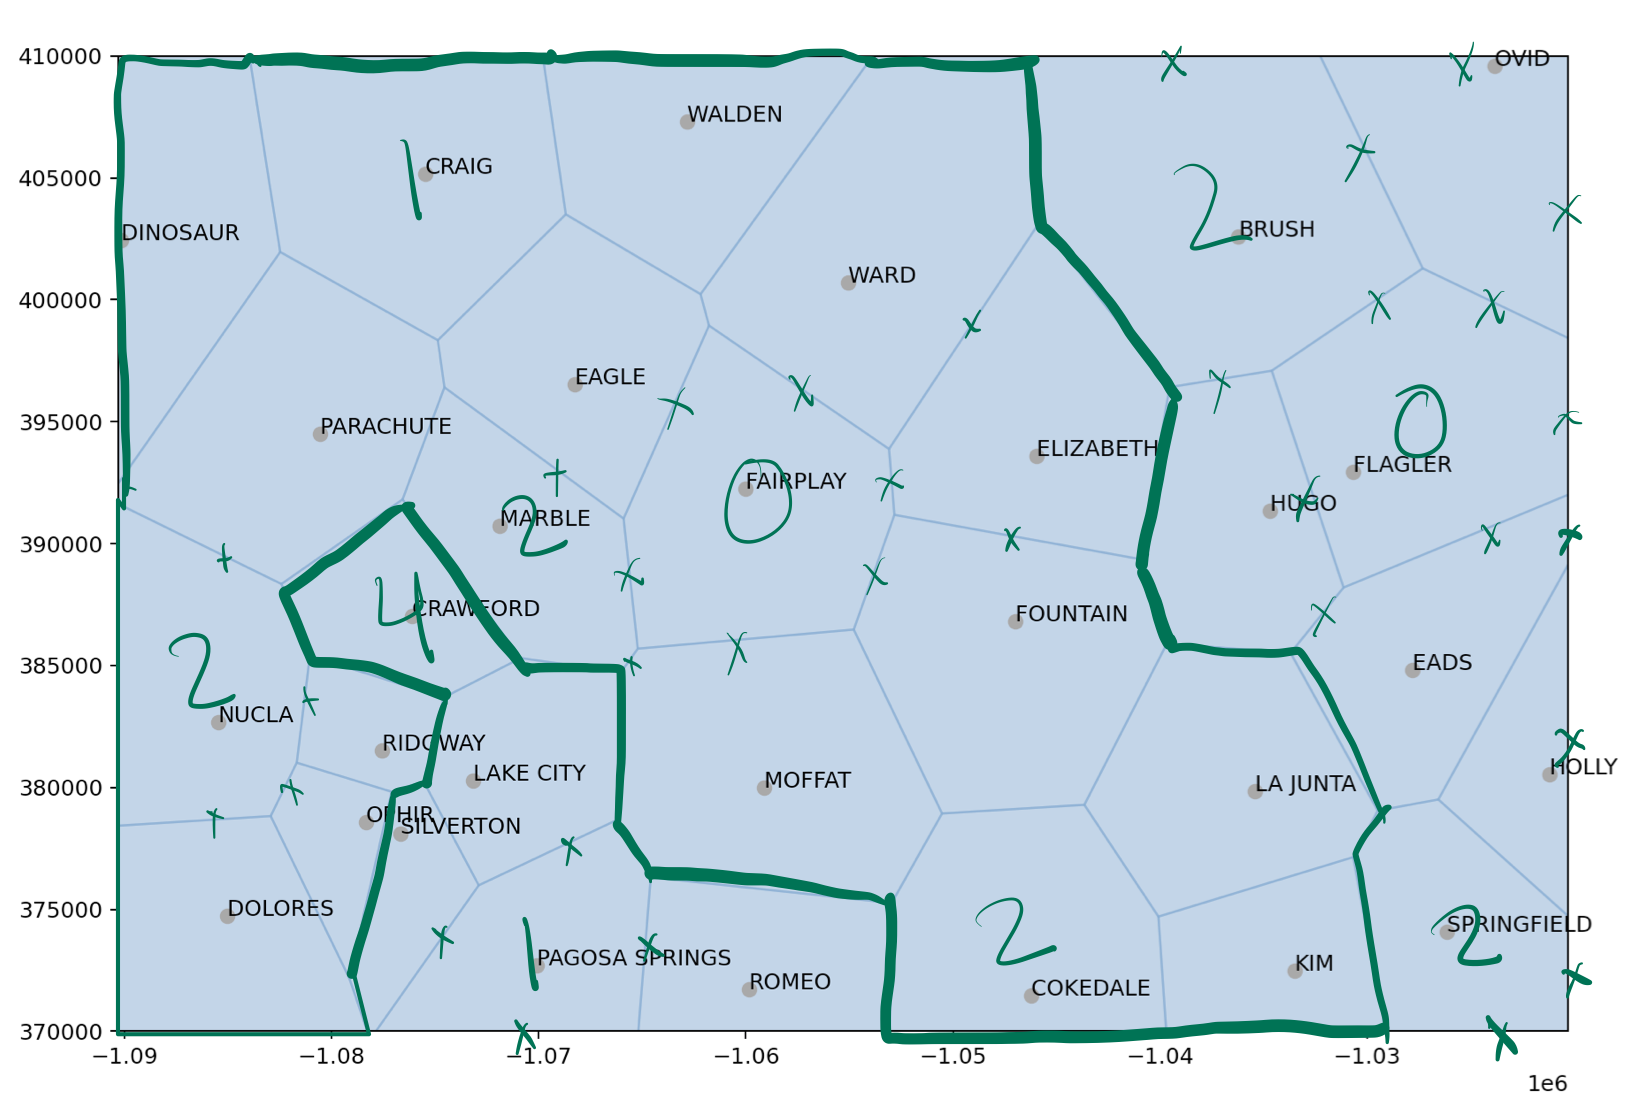 410000
OVID
WALDEN
1 CRAIG
405000
2 BRUSH
DINOSAUR
400000
WARD
EAGLE
395000
PARACHUTE
ELIZABETH
0
FLAGLER
FAIRPLAY
0
HUGO
MARBLE
2
390000
4
CRAWFORD
FOUNTAIN
385000
EADS
2
NUCLA
RIDGWAY
LAKE CITY
MOFFAT
HOLLY
380000
LA JUNTA
OPHIR
SILVERTON
375000
DOLORES
2
SPRINGFIELD
2
1 PAGOSA SPRINGS
KIM
ROMEO
COKEDALE
370000
−1.09 −1.08 −1.07 −1.06 −1.05 −1.04 −1.03
1e6